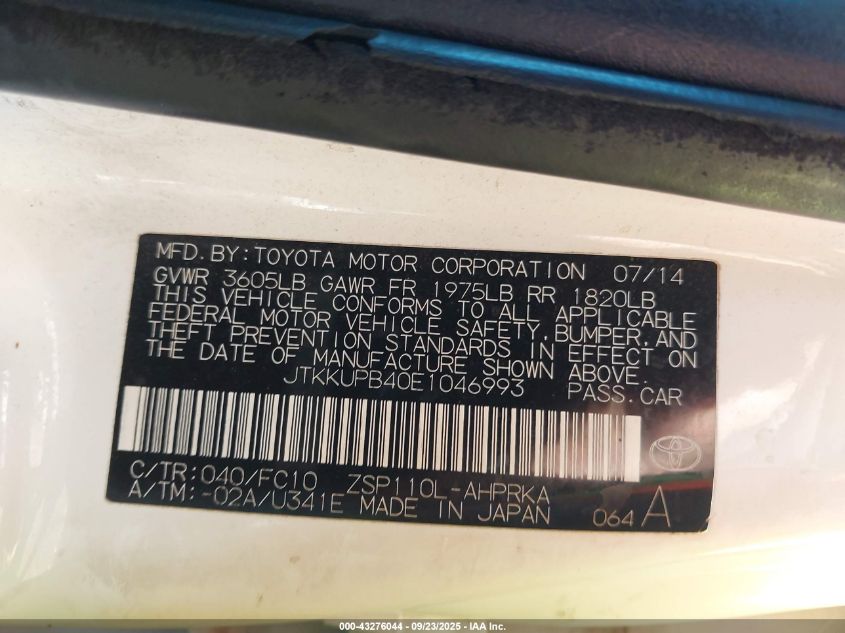 MFD. BY: TOYOTA MOTOR CORPORATION 07/14
GVWR 3605LB GAWR FR 1975LB RR 1820LB
THIS VEHICLE CONFORMS TO ALL APPLICABLE
FEDERAL MOTOR VEHICLE SAFETY, BUMPER, AND
THEFT PREVENTION STANDARDS IN EFFECT ON
THE DATE OF MANUFACTURE SHOWN ABOVE.
JTKKUPB40E1046993 PASS. CAR
C/TR: 040/FC10 ZSP110L-AHPRKA
A/TM: -02A/U341E MADE IN JAPAN 064 A
000-43276044 - 09/23/2025 - IAA Inc.